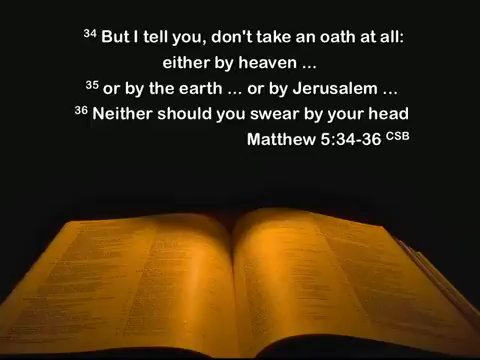 ³⁴ But I tell you, don't take an oath at all:
either by heaven ...
³⁵ or by the earth ... or by Jerusalem ...
³⁶ Neither should you swear by your head
Matthew 5:34-36 CSB